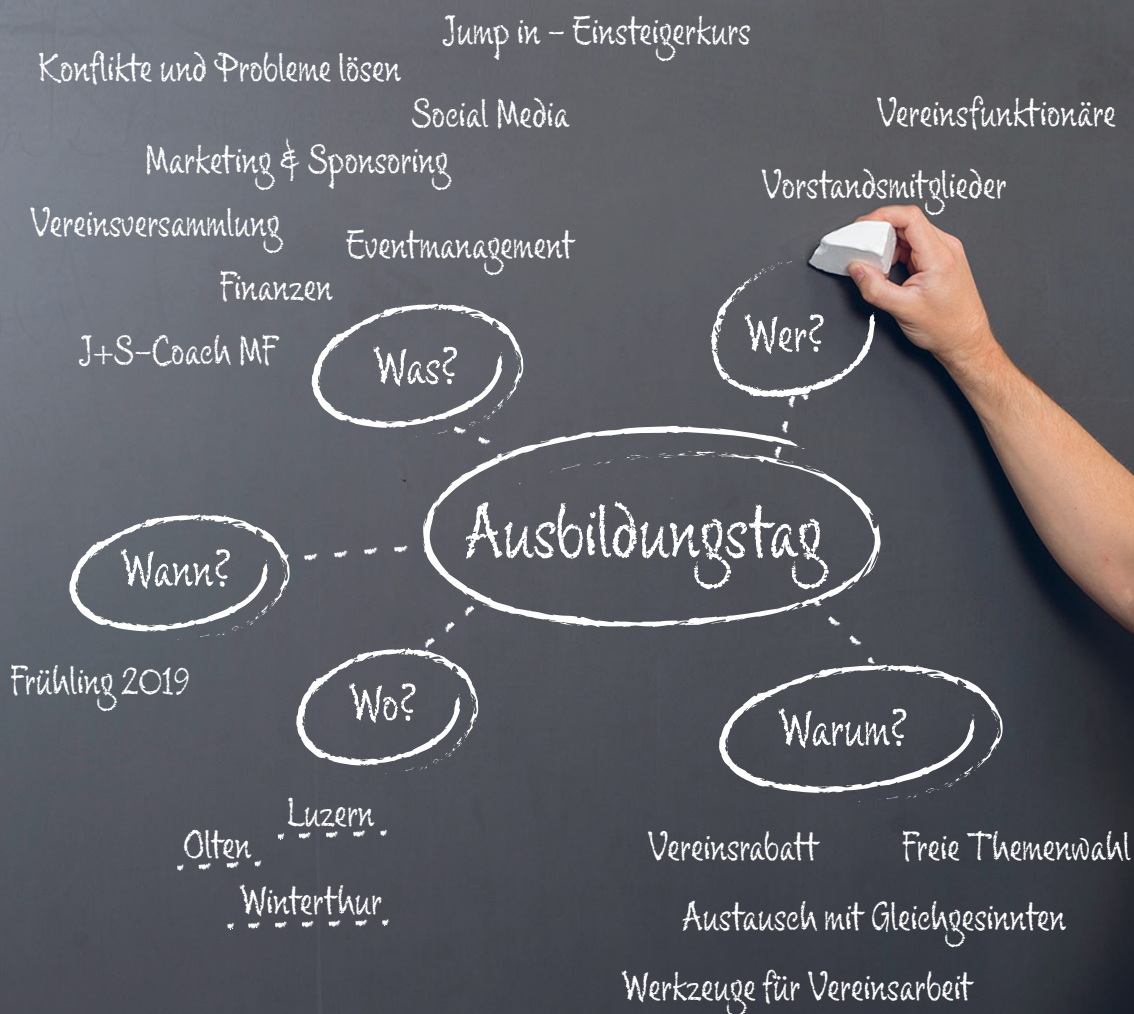 Jump in – Einsteigerkurs
Konflikte und Probleme lösen
Social Media
Vereinsfunktionäre
Marketing & Sponsoring
Vorstandsmitglieder
Vereinsversammlung
Eventmanagement
Finanzen
J+S-Coach MF
Was?
Wer?
Ausbildungstag
Wann?
Frühling 2019
Wo?
Warum?
Luzern
Olten
Winterthur
Vereinsrabatt
Freie Themenwahl
Austausch mit Gleichgesinnten
Werkzeuge für Vereinsarbeit